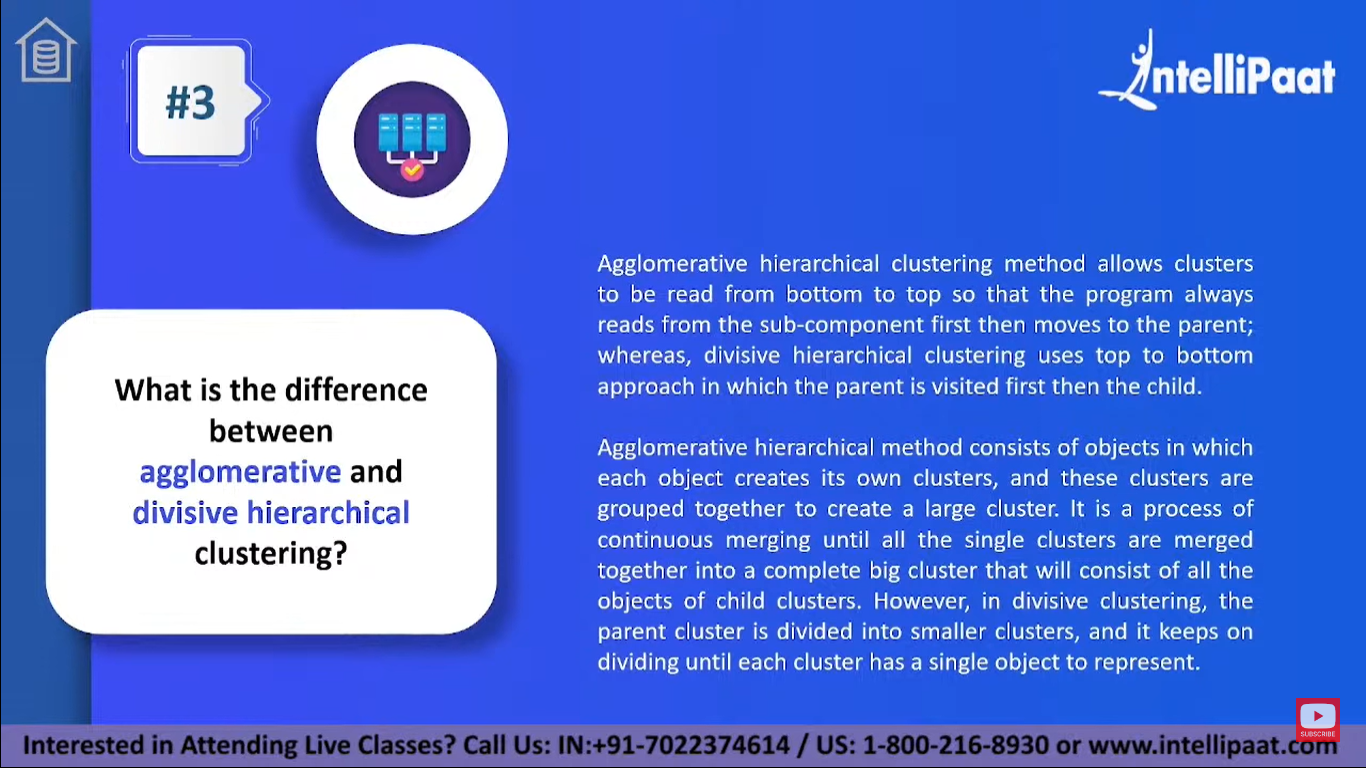 #3
IntelliPaat
What is the difference
between
agglomerative and
divisive hierarchical
clustering?
Agglomerative hierarchical clustering method allows clusters
to be read from bottom to top so that the program always
reads from the sub-component first then moves to the parent;
whereas, divisive hierarchical clustering uses top to bottom
approach in which the parent is visited first then the child.
Agglomerative hierarchical method consists of objects in which
each object creates its own clusters, and these clusters are
grouped together to create a large cluster. It is a process of
continuous merging until all the single clusters are merged
together into a complete big cluster that will consist of all the
objects of child clusters. However, in divisive clustering, the
parent cluster is divided into smaller clusters, and it keeps on
dividing until each cluster has a single object to represent.
SUBSCRIBE
Interested in Attending Live Classes? Call Us: IN:+91-7022374614 / US: 1-800-216-8930 or www.intellipaat.com